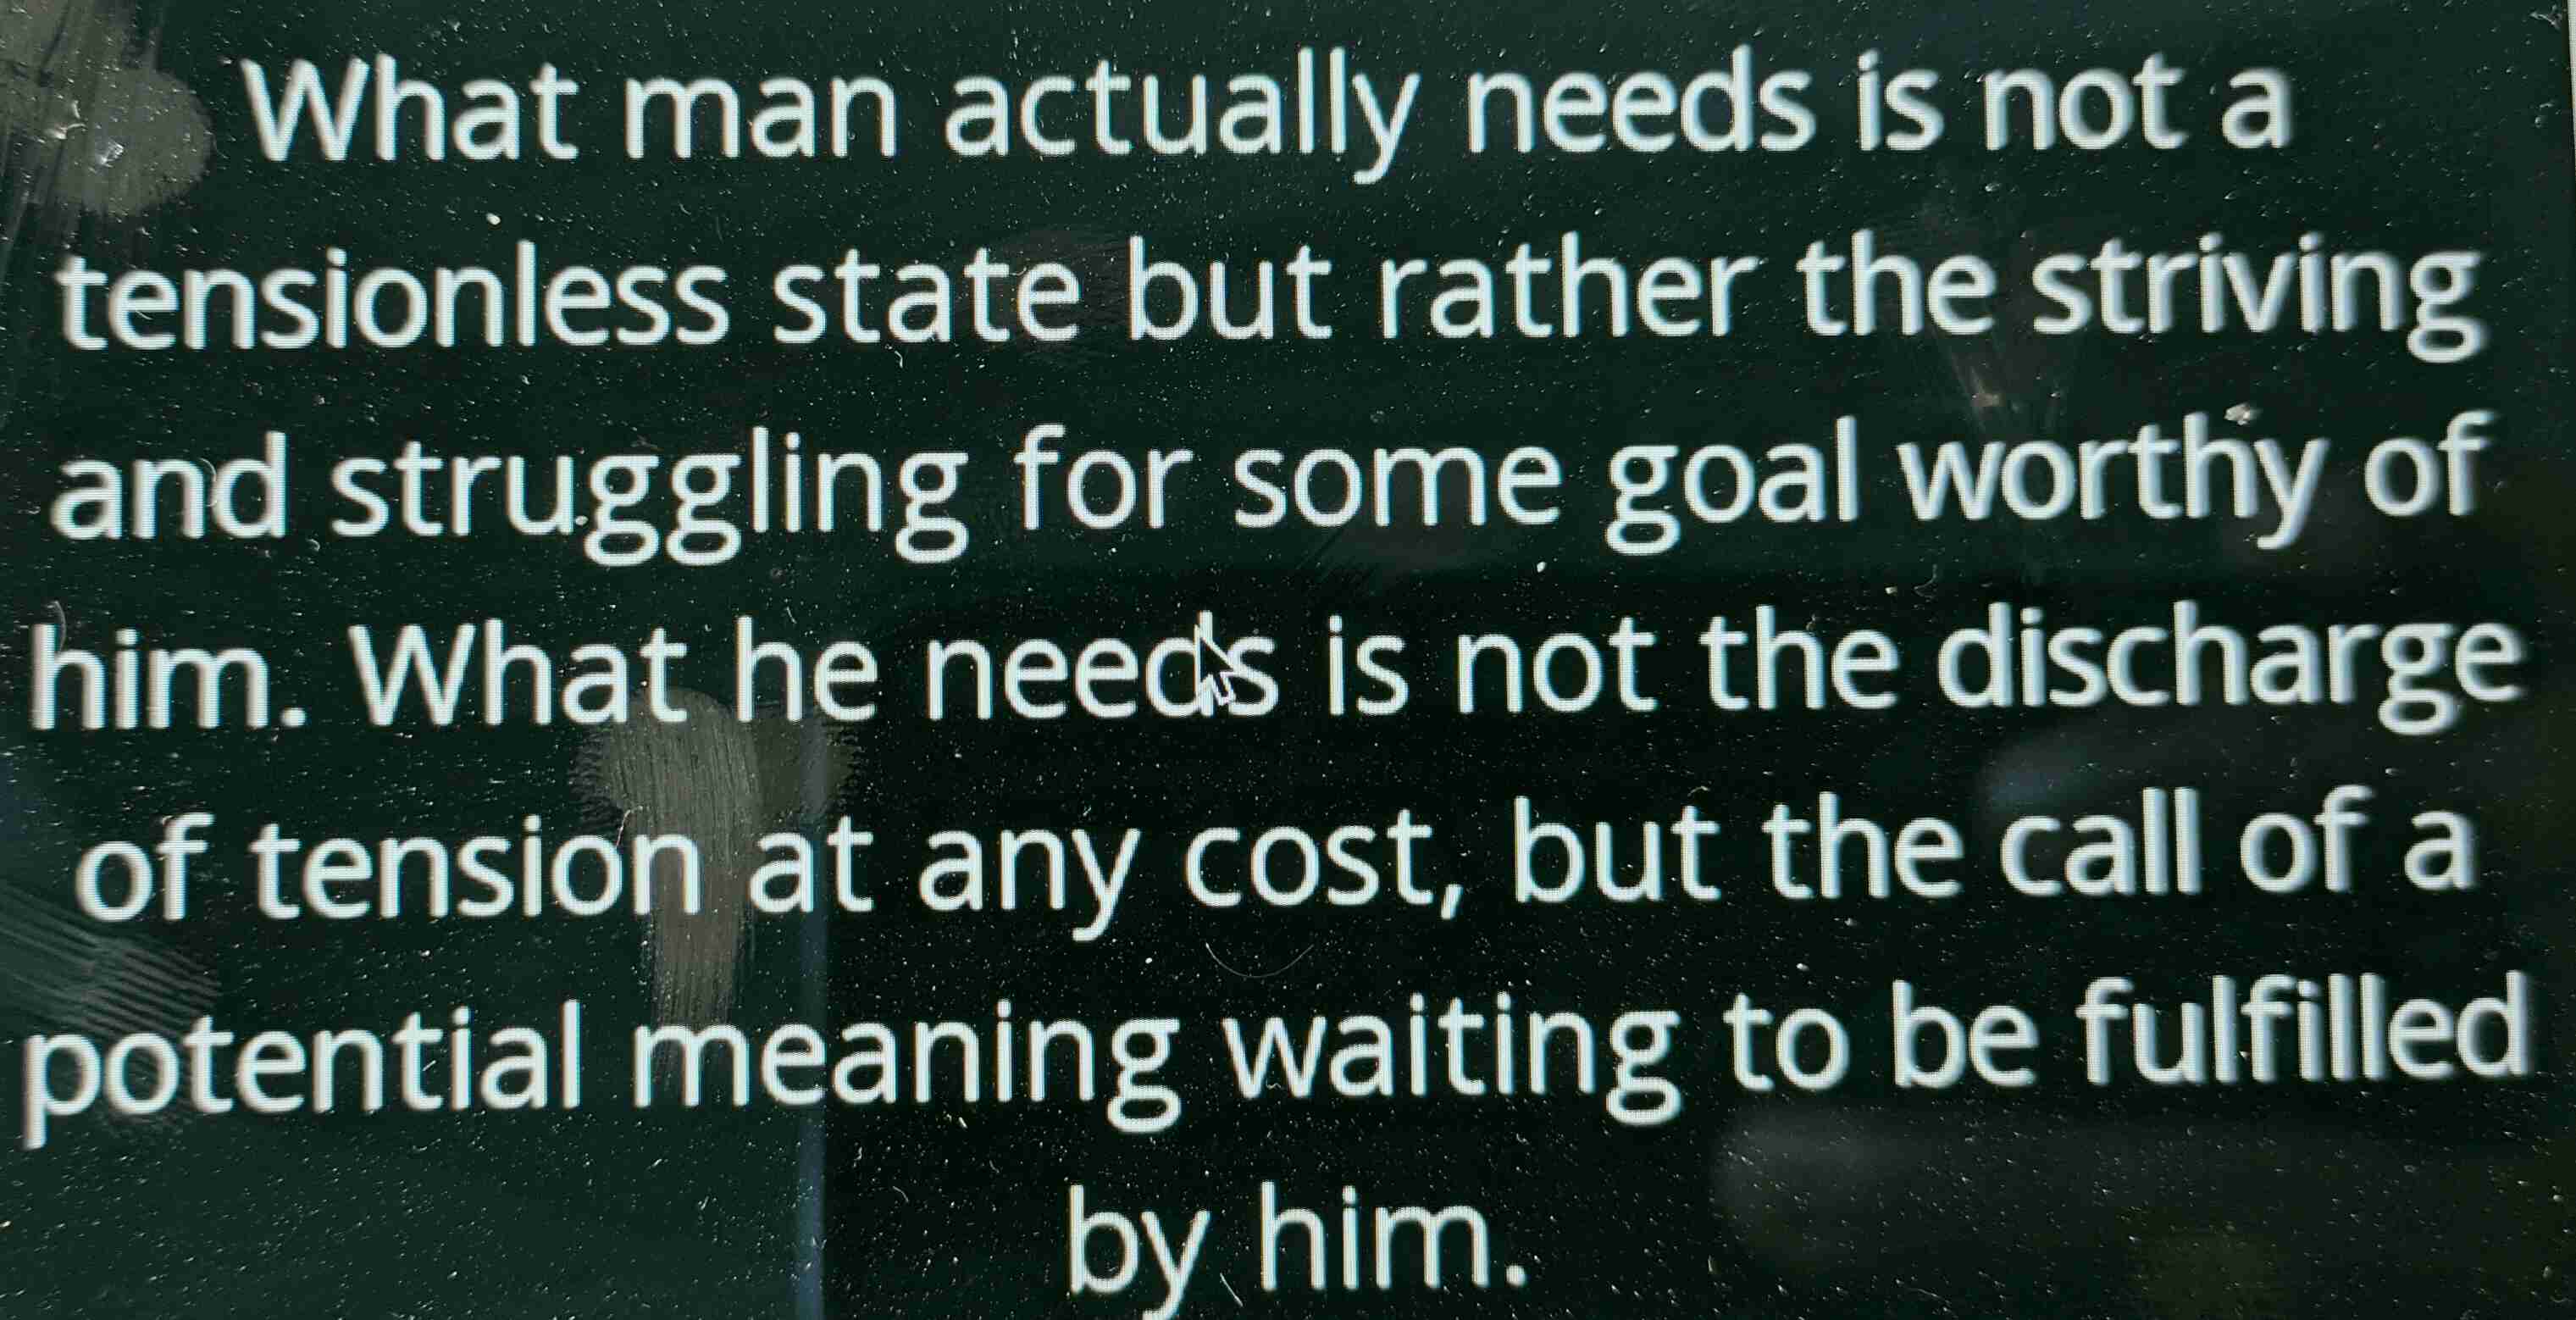 What man actually needs is not a
tensionless state but rather the striving
and struggling for some goal worthy of
him. What he needs is not the discharge
of tension at any cost, but the call of a
potential meaning waiting to be fulfilled
by him.